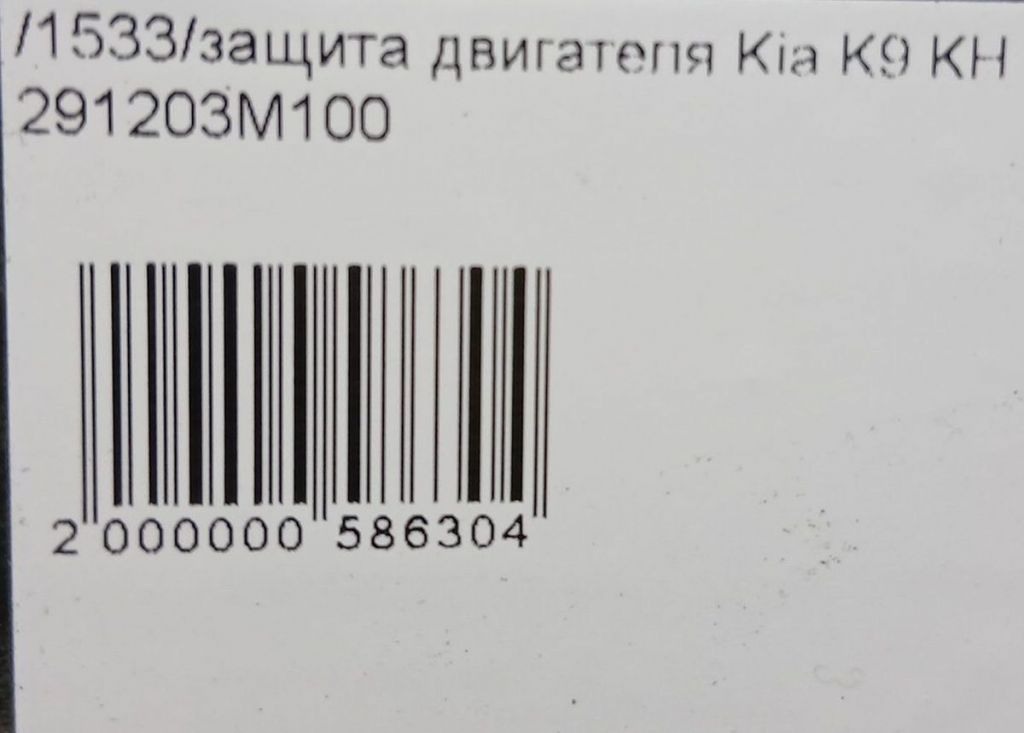 /1533/защита двигателя Kia K9 KH
291203M100
2 000000 586304